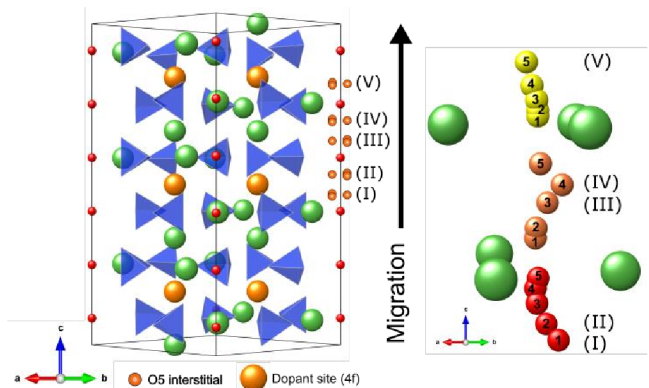 (V)
(IV)
(III)
(II)
(I)
c
a
b
O5 interstitial
Dopant site (4f)
Migration
5
4
3
2
1
(V)
5
4
3
2
1
(IV)
(III)
5
4
3
2
1
(II)
(I)
c
a
b